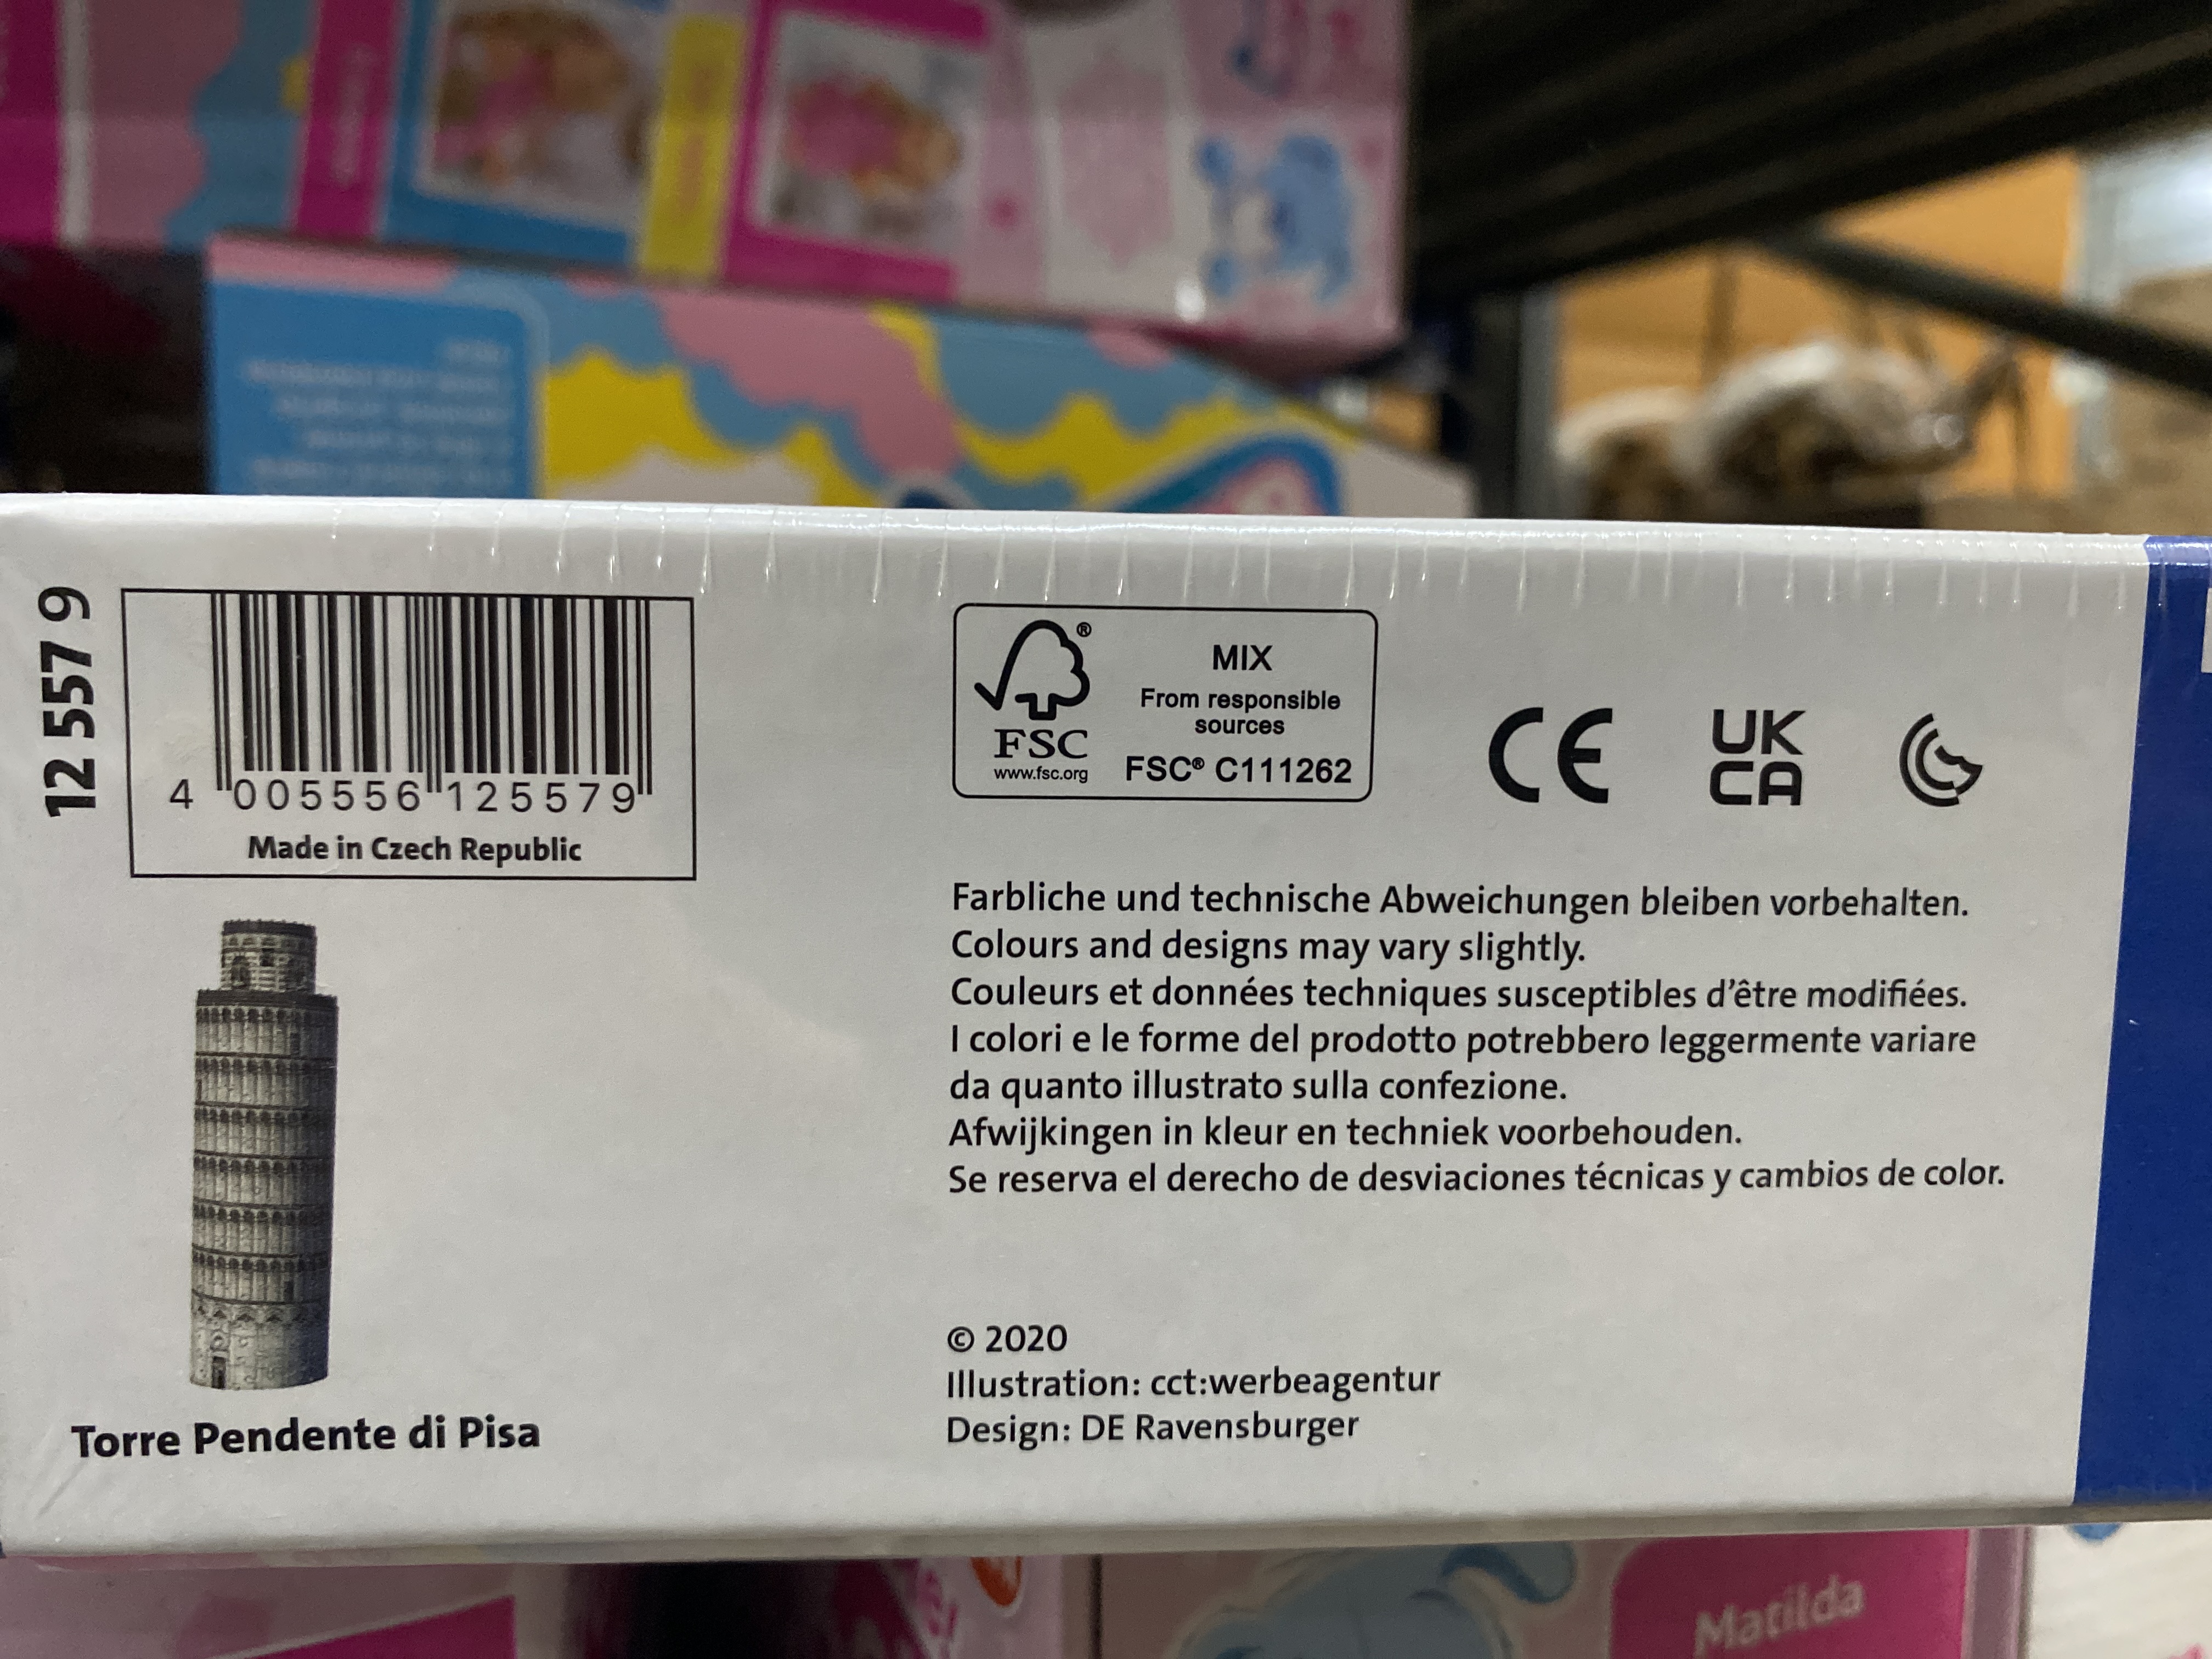 12 557 9
4 005556 125579
Made in Czech Republic
Torre Pendente di Pisa
®
FSC
www.fsc.org
MIX
From responsible
sources
FSC® C111262
CE
UK
CA
Farbliche und technische Abweichungen bleiben vorbehalten.
Colours and designs may vary slightly.
Couleurs et données techniques susceptibles d'être modifiées.
I colori e le forme del prodotto potrebbero leggermente variare
da quanto illustrato sulla confezione.
Afwijkingen in kleur en techniek voorbehouden.
Se reserva el derecho de desviaciones técnicas y cambios de color.
© 2020
Illustration: cct:werbeagentur
Design: DE Ravensburger
Matilda